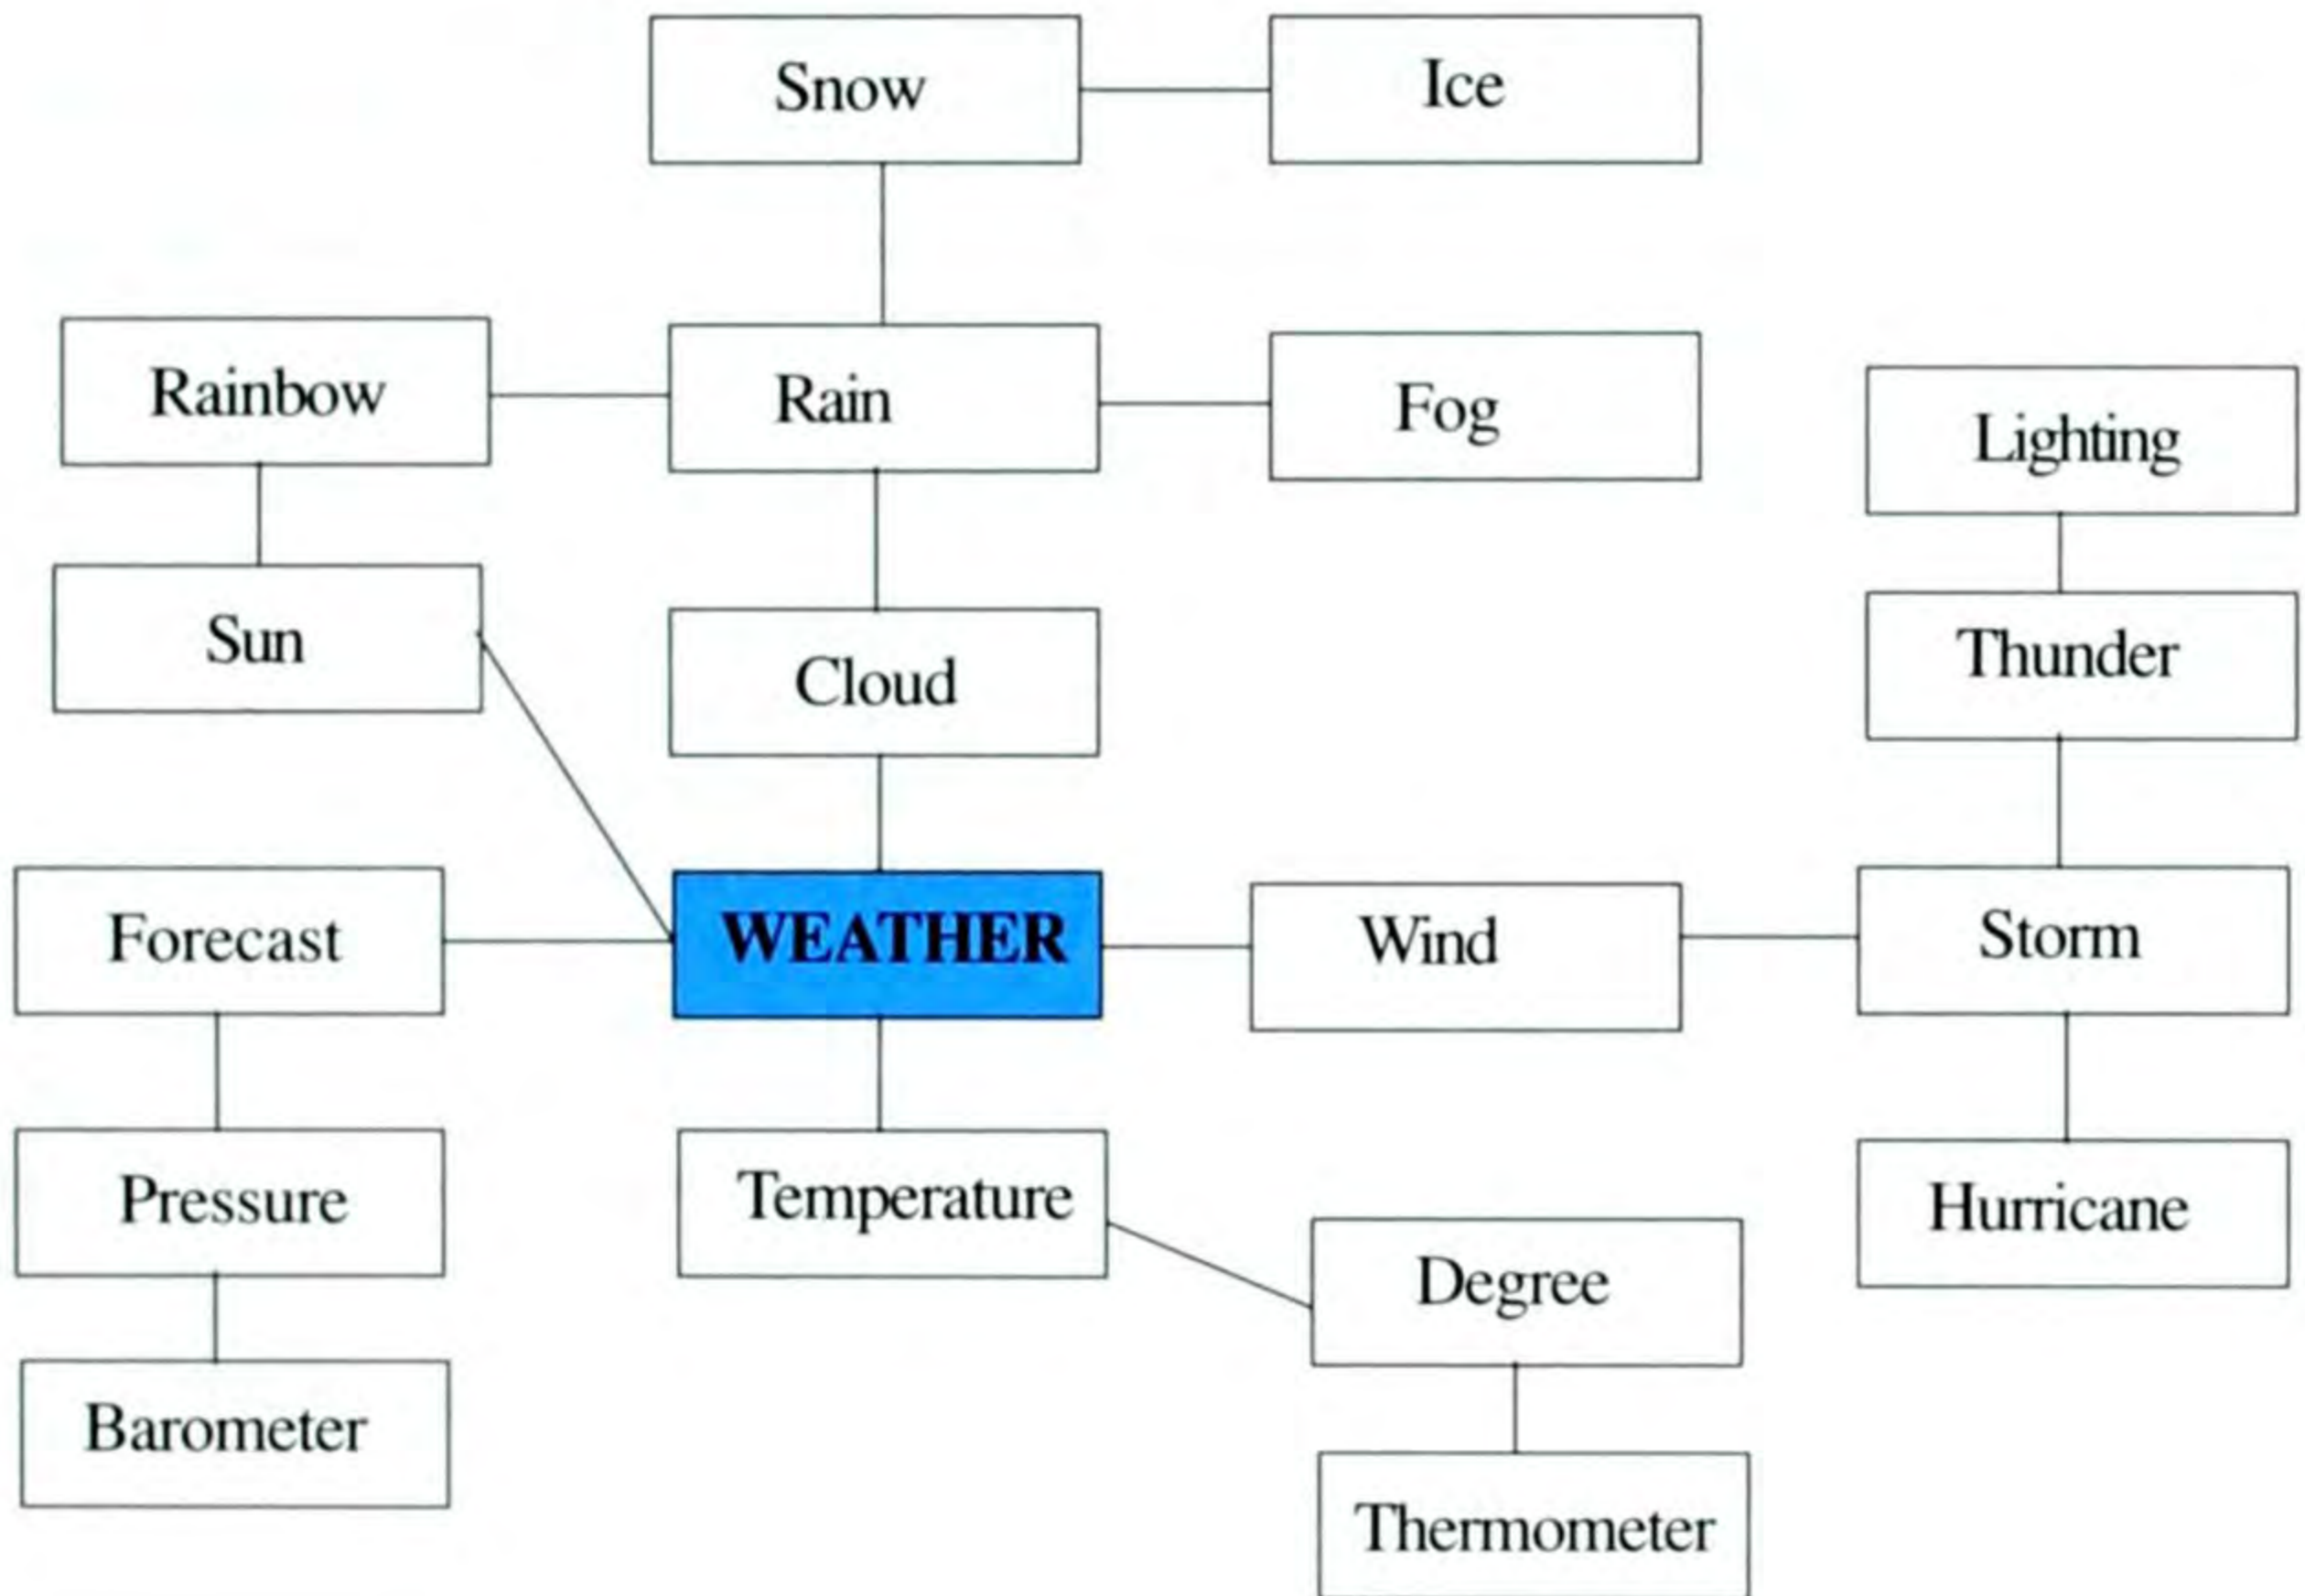 Snow
Ice
Rainbow
Rain
Fog
Lighting
Sun
Cloud
Thunder
Forecast
WEATHER
Wind
Storm
Pressure
Temperature
Degree
Hurricane
Barometer
Thermometer